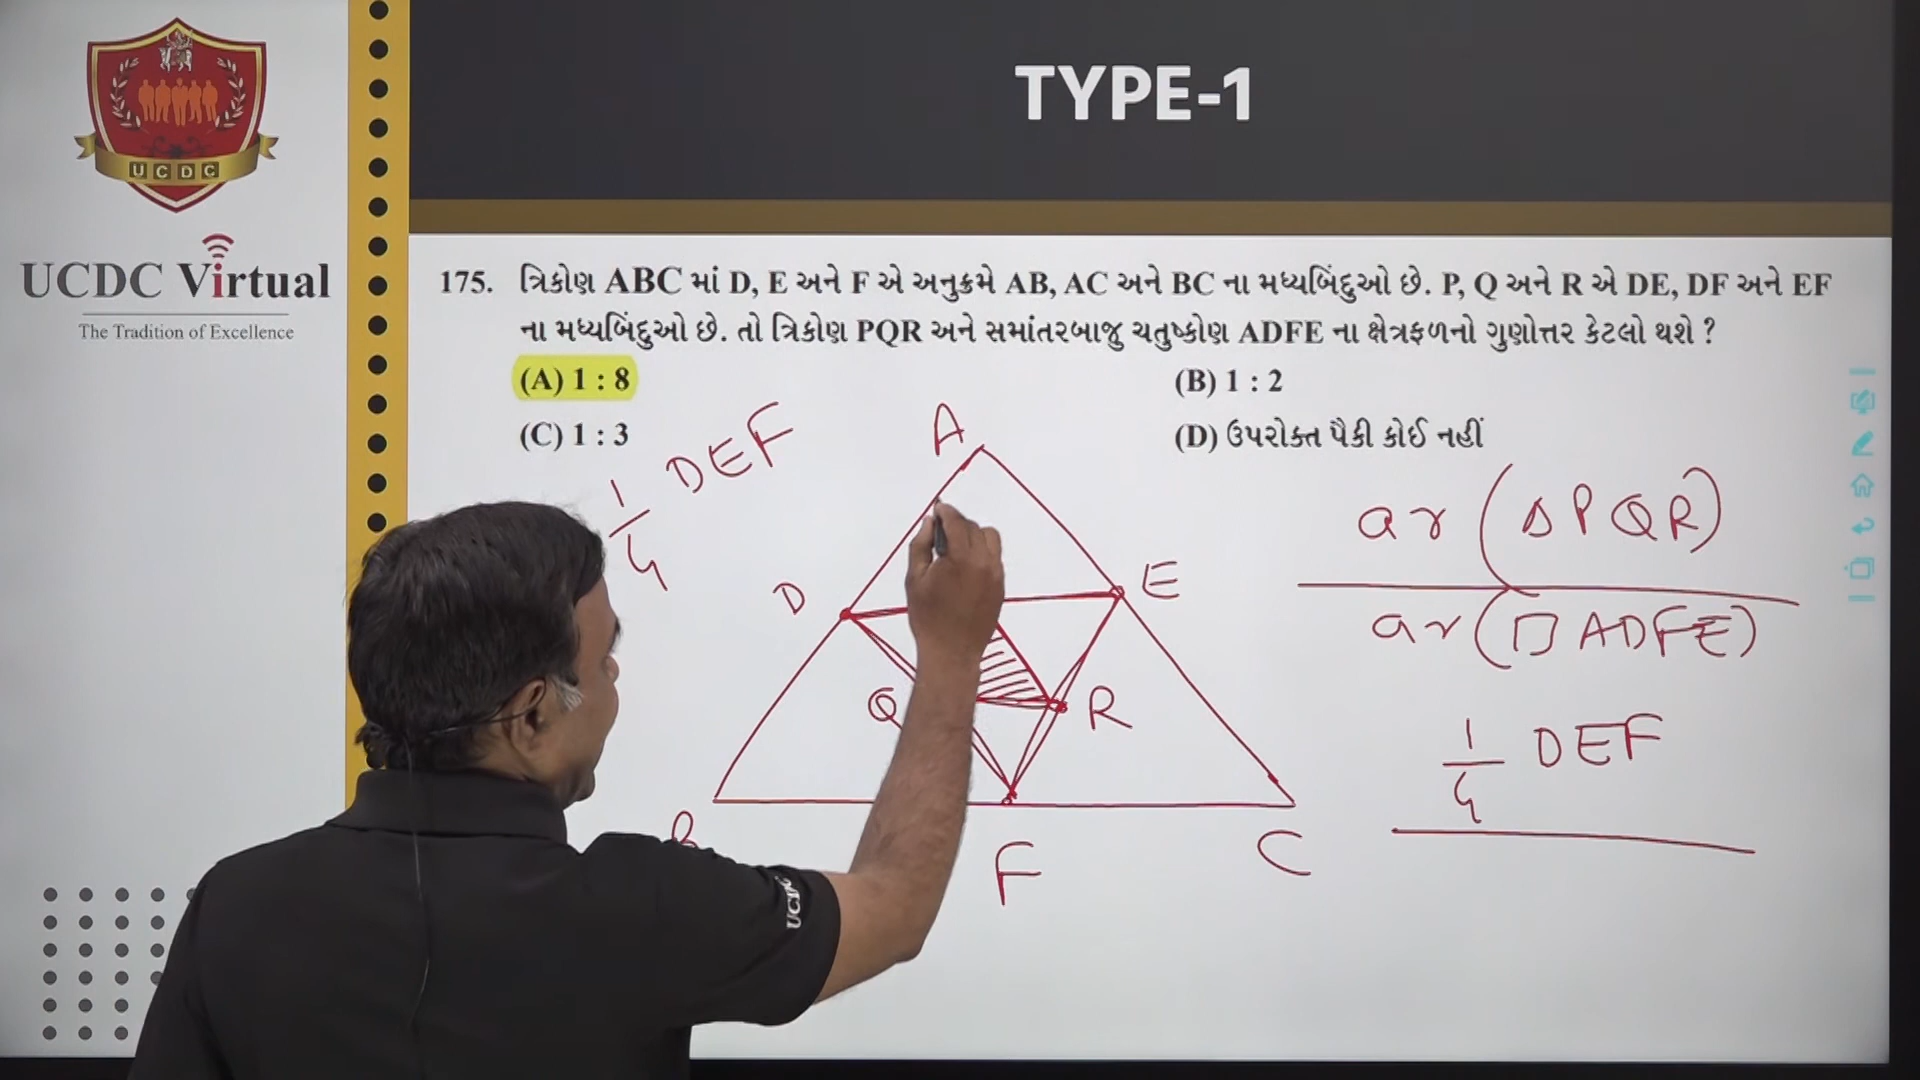 UCDC
UCDC Virtual
The Tradition of Excellence
TYPE-1
175. ત્રિકોણ ABC માં D, E અને F એ અનુક્રમે AB, AC અને BC ના મધ્યબિંદુઓ છે. P, Q અને R એ DE, DF અને EF
ના મધ્યબિંદુઓ છે. તો ત્રિકોણ PQR અને સમાંતરબાજુ ચતુષ્કોણ ADFE ના ક્ષેત્રફળનો ગુણોત્તર કેટલો થશે ?
(A) 1 : 8 (B) 1 : 2
(C) 1 : 3 (D) ઉપરોક્ત પૈકી કોઈ નહીં
1/4 DEF
A
D
E
Q
R
B
F
C
ar (Δ PQR)
ar (▱ ADFE)
1/4 DEF
UCDC